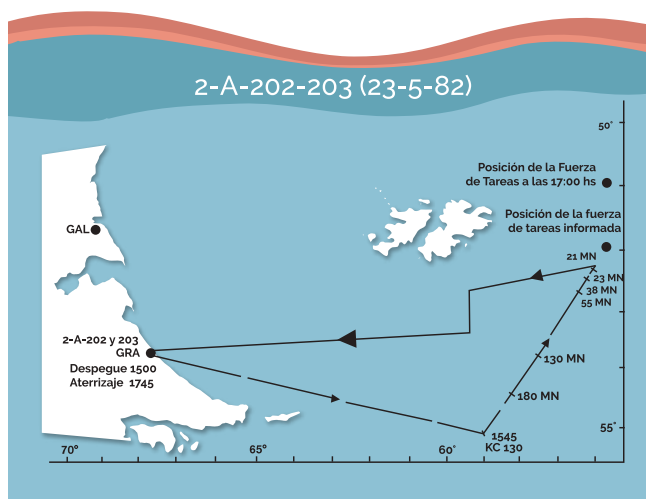 2-A-202-203 (23-5-82)
50°
Posición de la Fuerza
de Tareas a las 17:00 hs
GAL
Posición de la fuerza
de tareas informada
21 MN
23 MN
38 MN
55 MN
2-A-202 y 203
GRA
Despegue 1500
Aterrizaje 1745
130 MN
180 MN
1545
KC 130
55°
70°
65°
60°